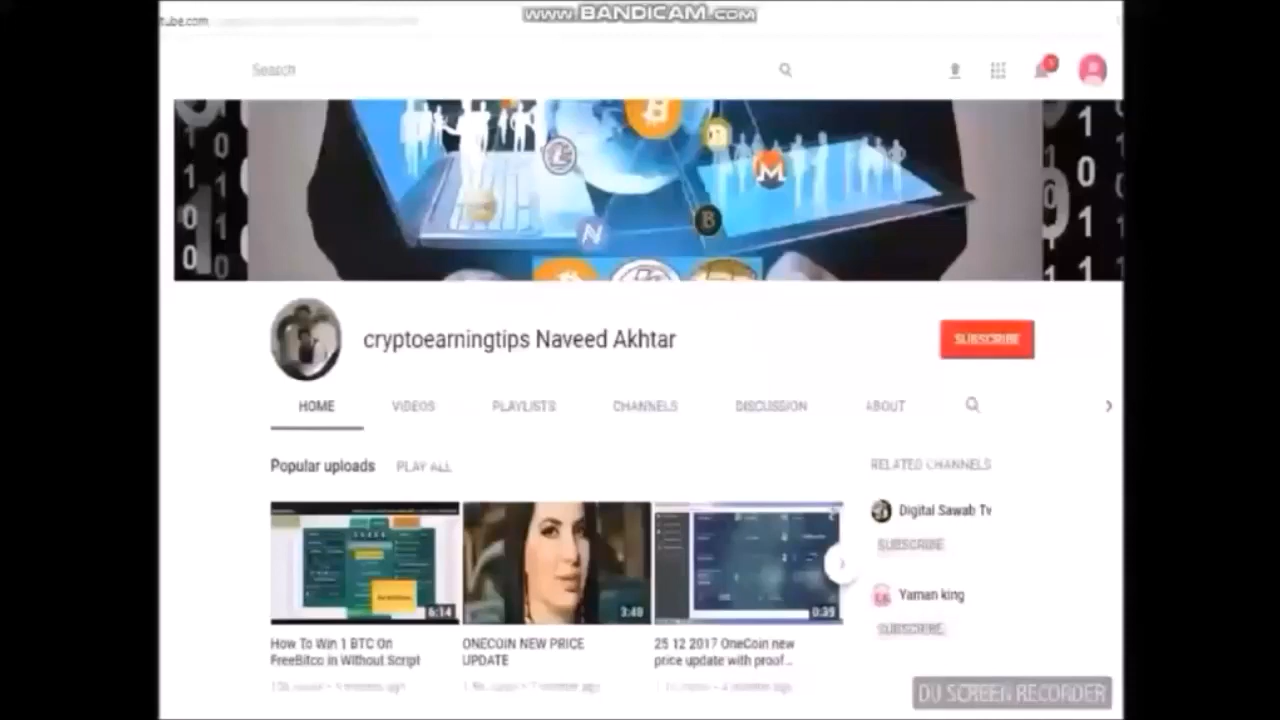 www.BANDICAM.com
tube.com
Search
cryptoearningtips Naveed Akhtar
SUBSCRIBE
HOME
VIDEOS
PLAYLISTS
CHANNELS
DISCUSSION
ABOUT
Popular uploads
PLAY ALL
RELATED CHANNELS
Digital Sawab Tv
SUBSCRIBE
Yaman king
SUBSCRIBE
6:14
3:48
0:39
How To Win 1 BTC On
FreeBitco in Without Script
ONECOIN NEW PRICE
UPDATE
25 12 2017 OneCoin new
price update with proof...
DU SCREEN RECORDER